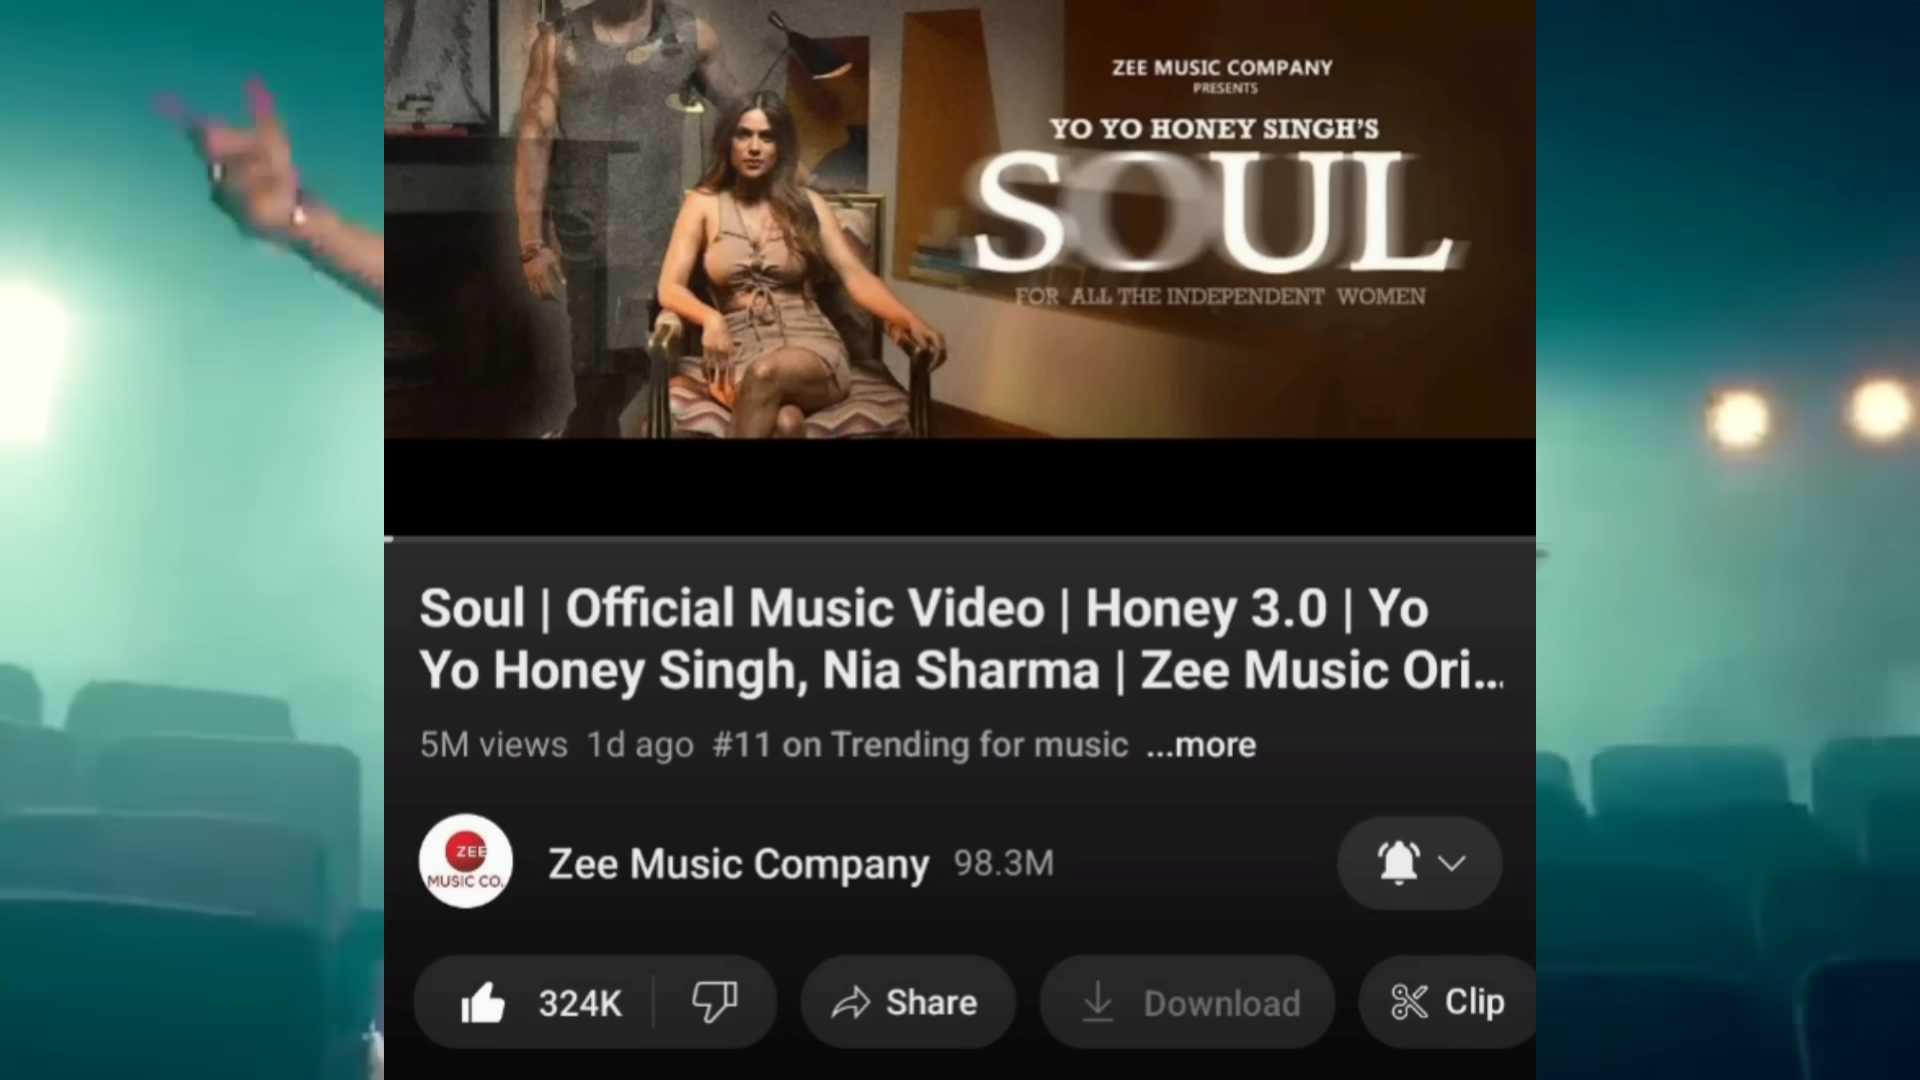 ZEE MUSIC COMPANY
PRESENTS
YO YO HONEY SINGH'S
SOUL
FOR ALL THE INDEPENDENT WOMEN
Soul | Official Music Video | Honey 3.0 | Yo
Yo Honey Singh, Nia Sharma | Zee Music Ori...
5M views 1d ago #11 on Trending for music ...more
ZEE
MUSIC CO.
Zee Music Company 98.3M
324K Share Download Clip